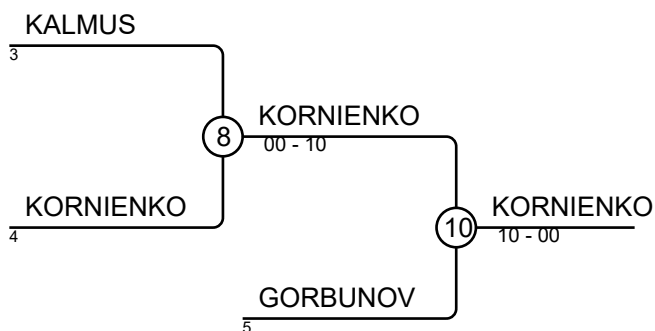 KALMUS
3
8
KORNIENKO
00 - 10
KORNIENKO
4
10
KORNIENKO
10 - 00
GORBUNOV
5